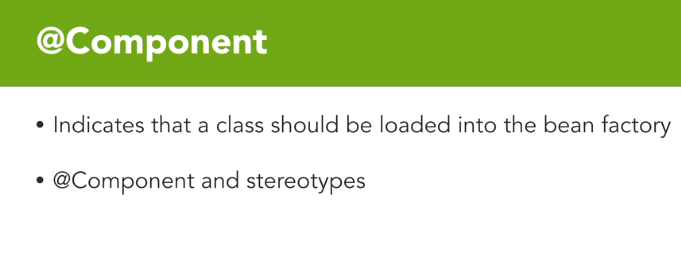 @Component
• Indicates that a class should be loaded into the bean factory
• @Component and stereotypes